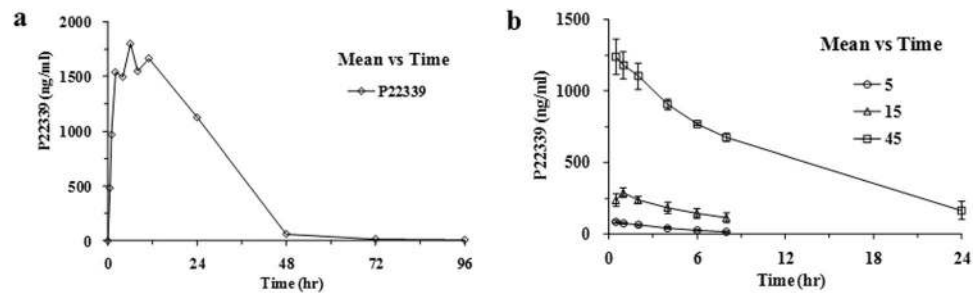 a
2000
1500
1000
500
0
P22339 (ng/ml)
Mean vs Time
P22339
0 24 48 72 96
Time (hr)
b
1500
1000
500
0
P22339 (ng/ml)
Mean vs Time
5
15
45
0 6 12 18 24
Time (hr)